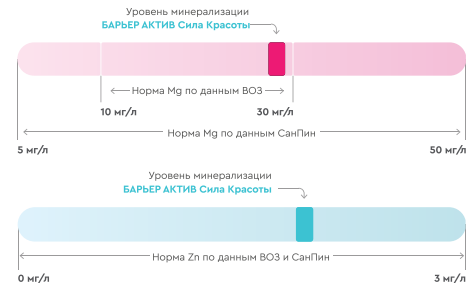 Уровень минерализации
БАРЬЕР АКТИВ Сила Красоты
Норма Mg по данным ВОЗ
10 мг/л 30 мг/л
Норма Mg по данным СанПин
5 мг/л 50 мг/л
Уровень минерализации
БАРЬЕР АКТИВ Сила Красоты
Норма Zn по данным ВОЗ и СанПин
0 мг/л 3 мг/л